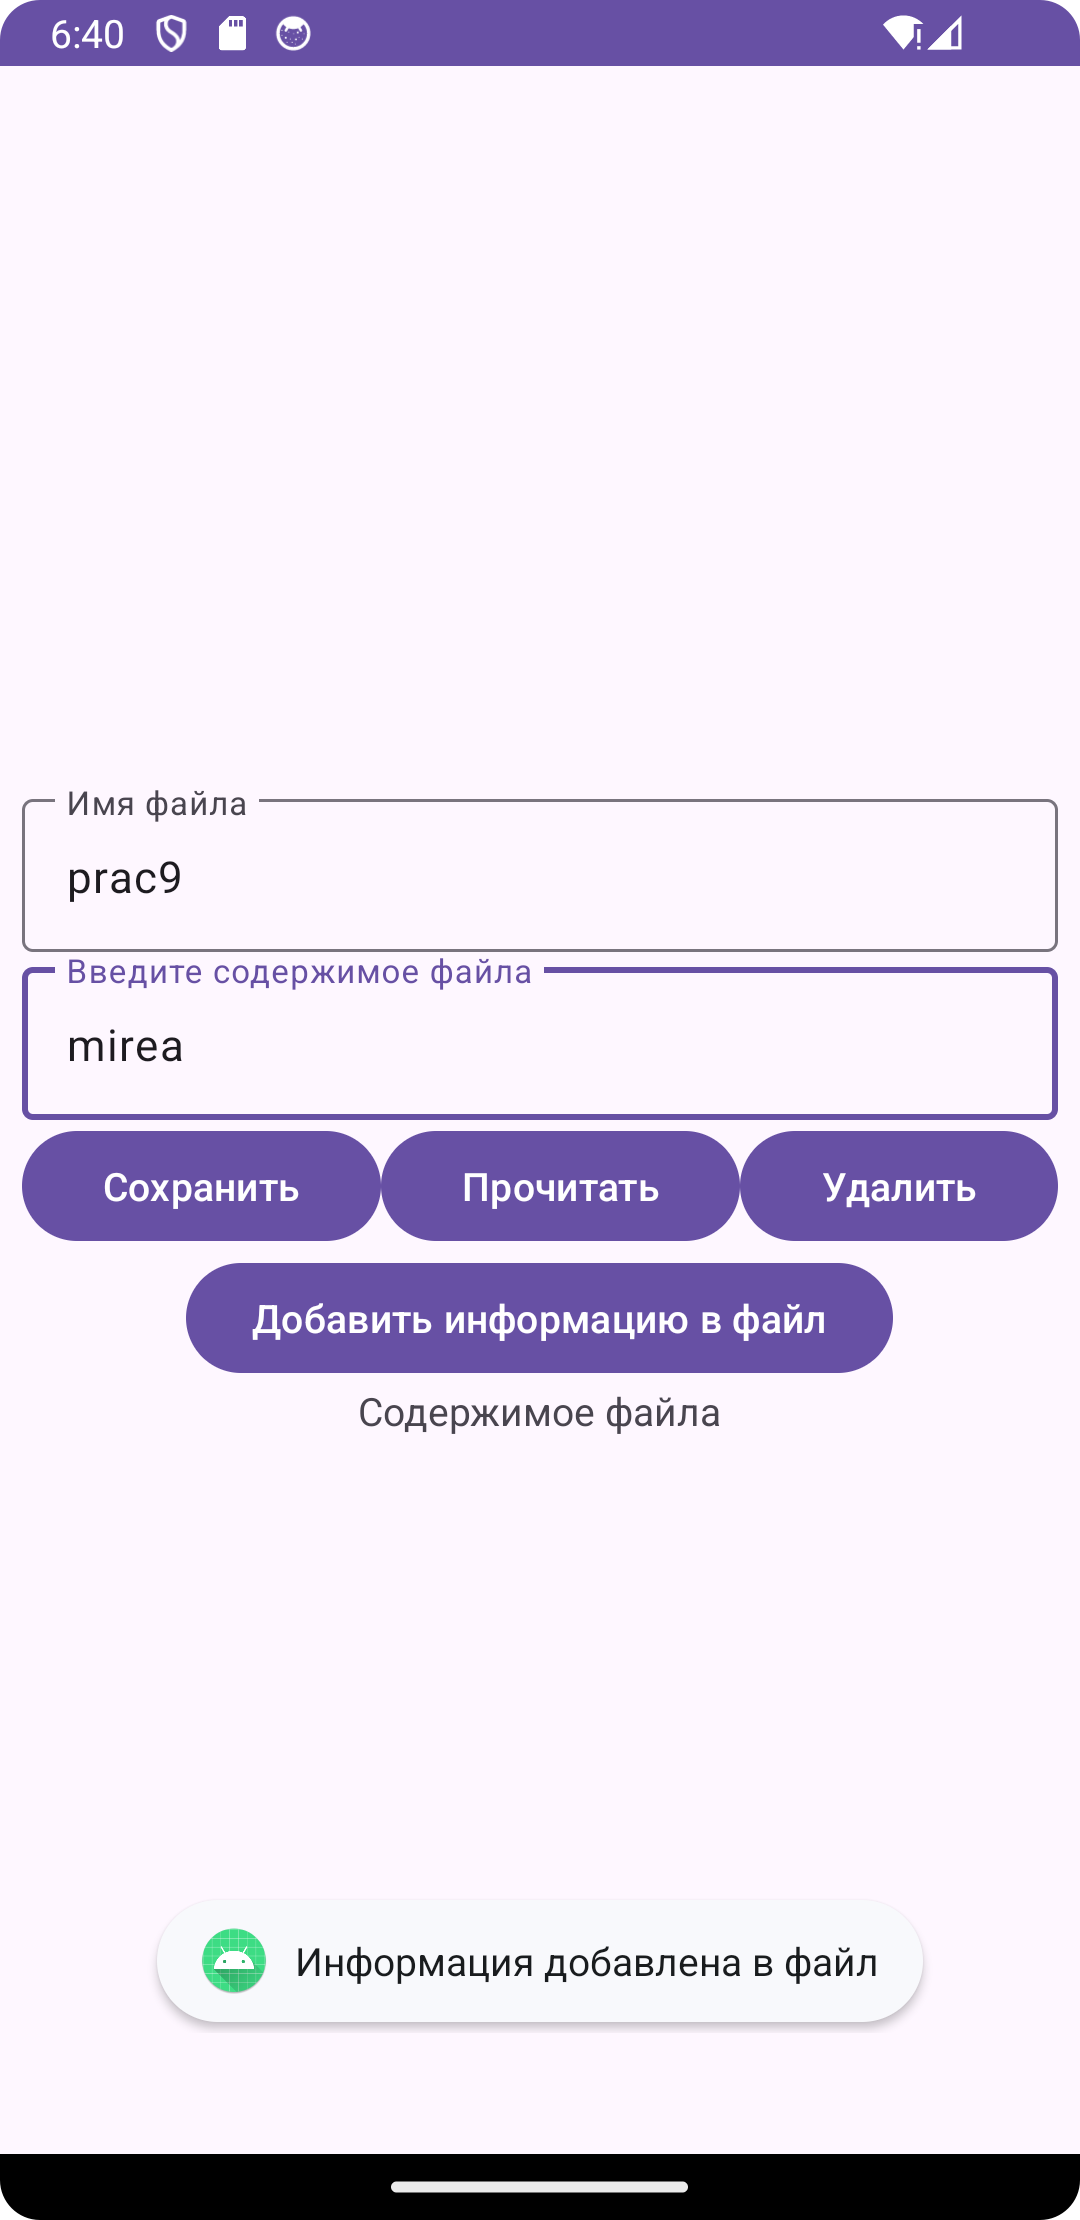 6:40
Имя файла
prac9
Введите содержимое файла
mirea
Сохранить Прочитать Удалить
Добавить информацию в файл
Содержимое файла
Информация добавлена в файл